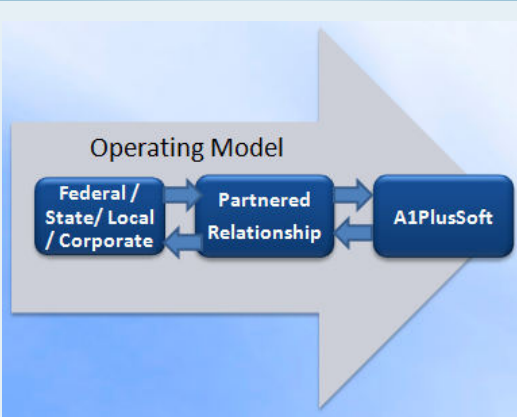 Operating Model
Federal /
State/ Local
/ Corporate
Partnered
Relationship
A1PlusSoft